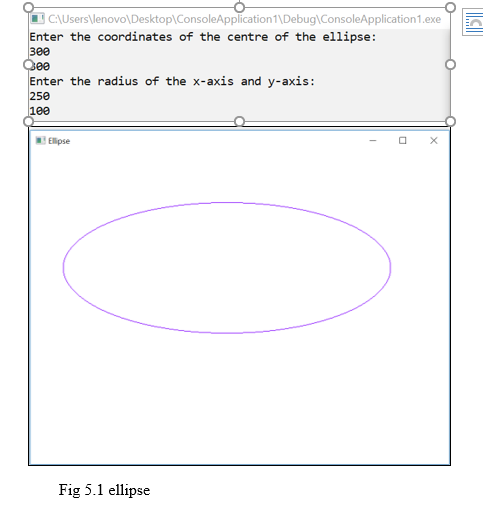 C:\Users\lenovo\Desktop\ConsoleApplication1\Debug\ConsoleApplication1.exe
Enter the coordinates of the centre of the ellipse:
300
300
Enter the radius of the x-axis and y-axis:
250
100
Ellipse
Fig 5.1 ellipse